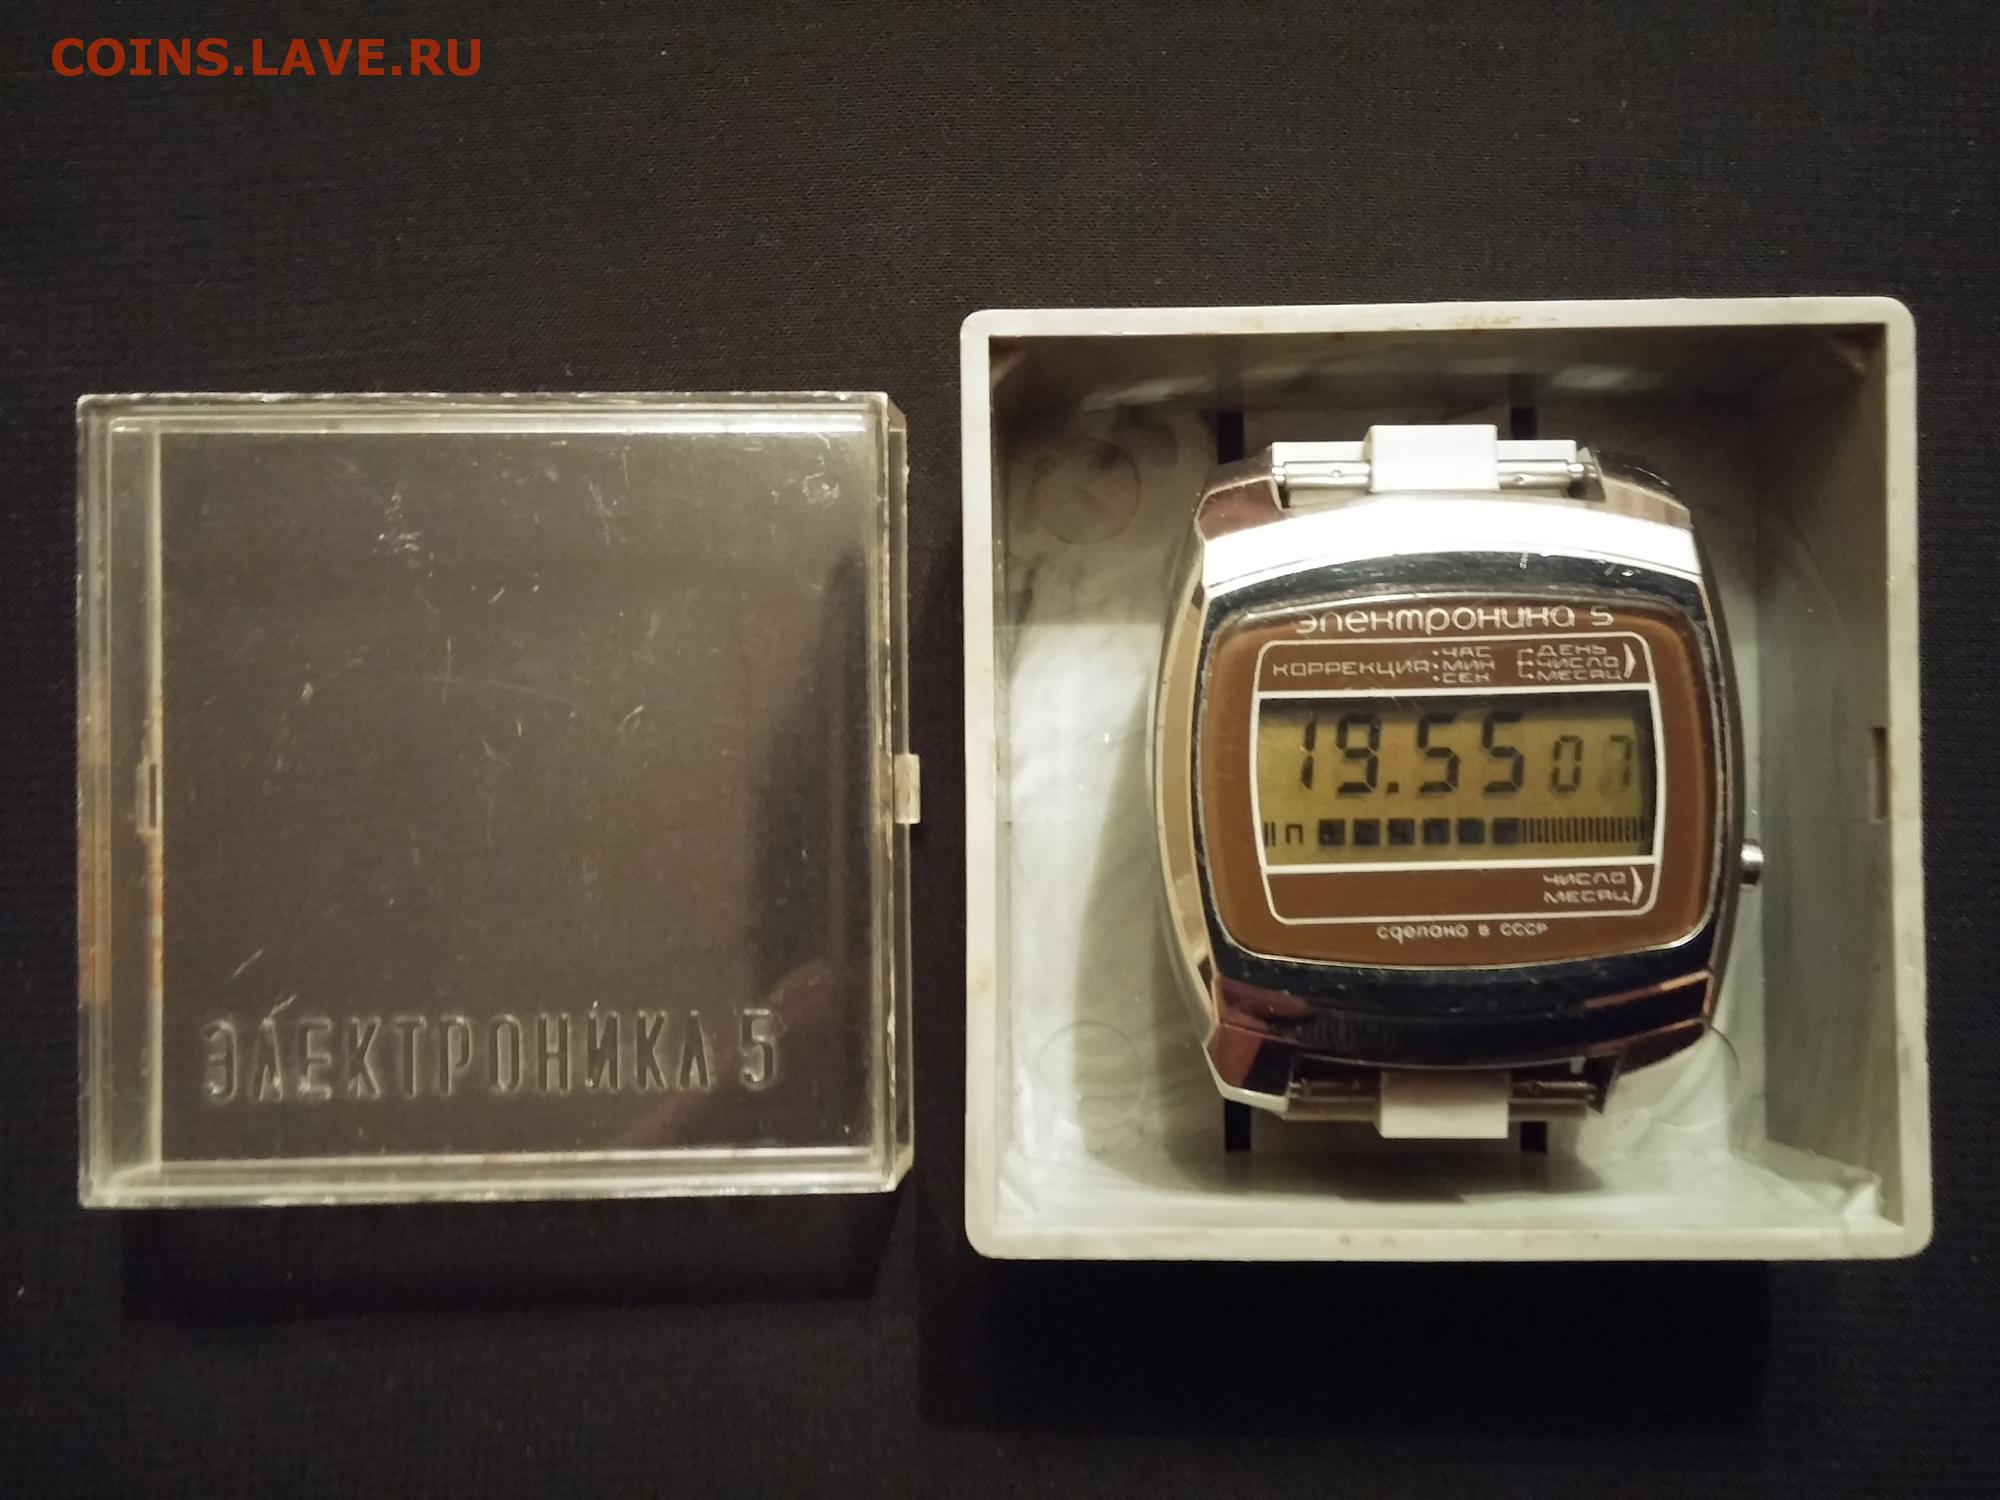 COINS.LAVE.RU
ЭЛЕКТРОНИКА 5
электроника 5
КОРРЕКЦИЯ • ЧАС • МИН • СЕК
ДЕНЬ
ЧИСЛО
МЕСЯЦ
19.55 07
П
ЧИСЛО
МЕСЯЦ
сделано в СССР